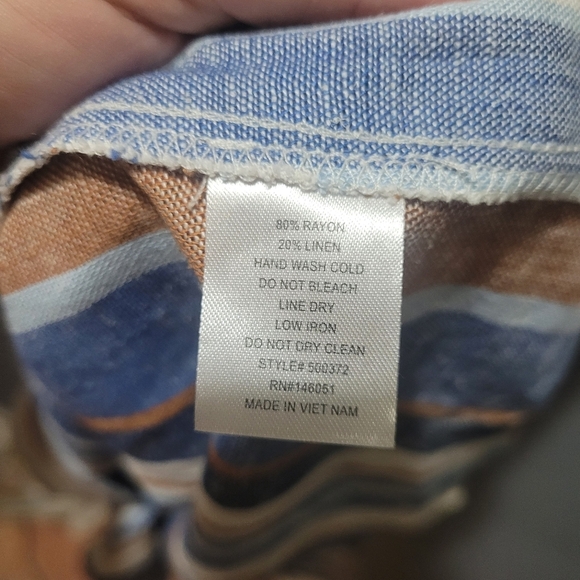 80% RAYON
20% LINEN
HAND WASH COLD
DO NOT BLEACH
LINE DRY
LOW IRON
DO NOT DRY CLEAN
STYLE# 500372
RN#146051
MADE IN VIET NAM